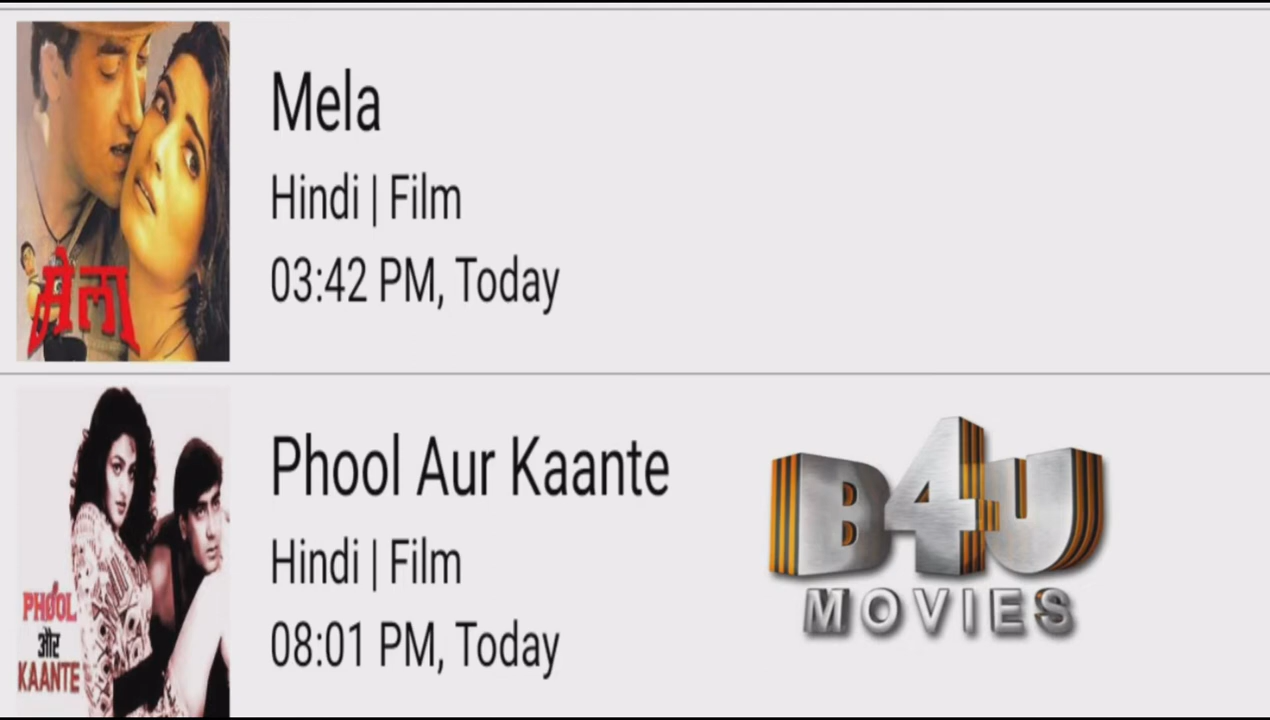 मेला
Mela
Hindi | Film
03:42 PM, Today
PHOOL
और
KAANTE
Phool Aur Kaante
Hindi | Film
08:01 PM, Today
B4U
MOVIES